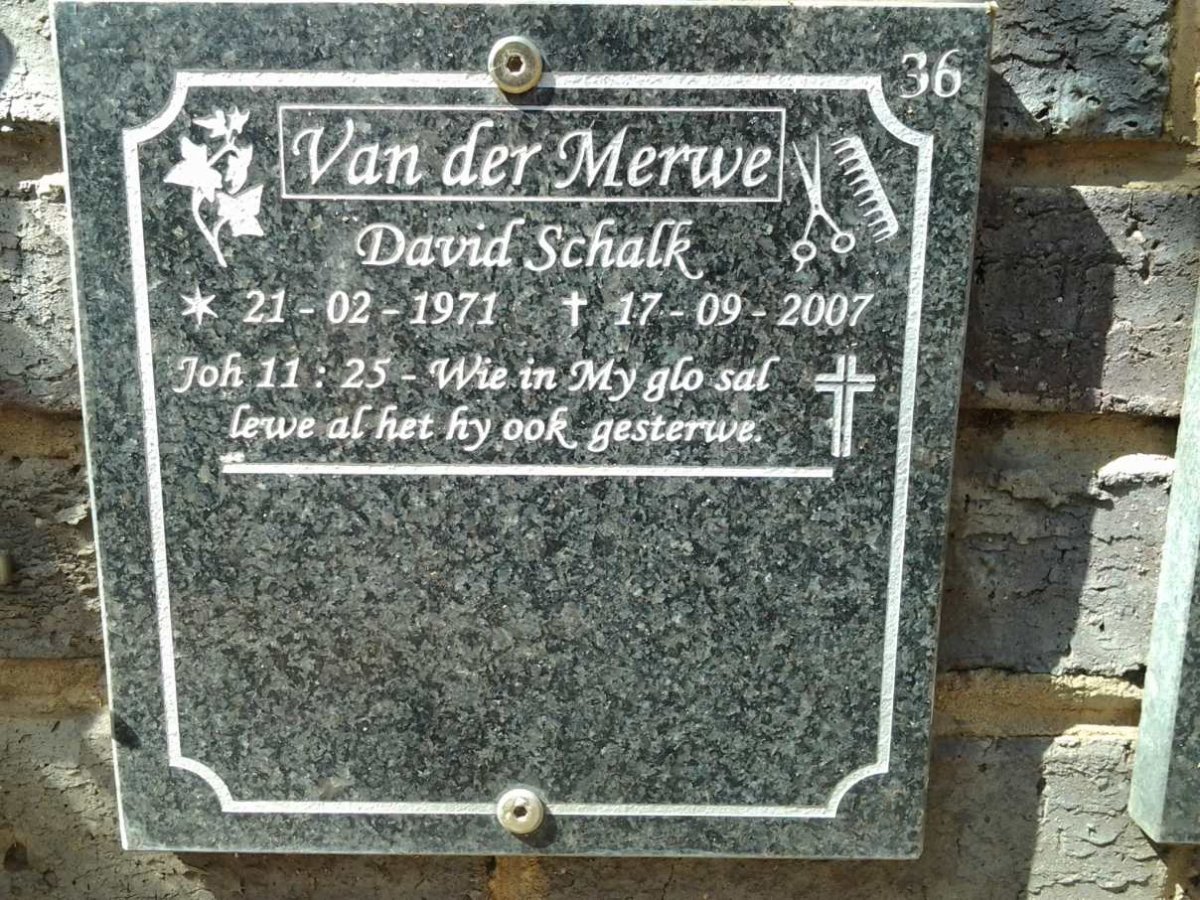 36
Van der Merwe
David Schalk
* 21 - 02 - 1971 † 17 - 09 - 2007
Joh 11 : 25 - Wie in My glo sal
lewe al het hy ook gesterwe.